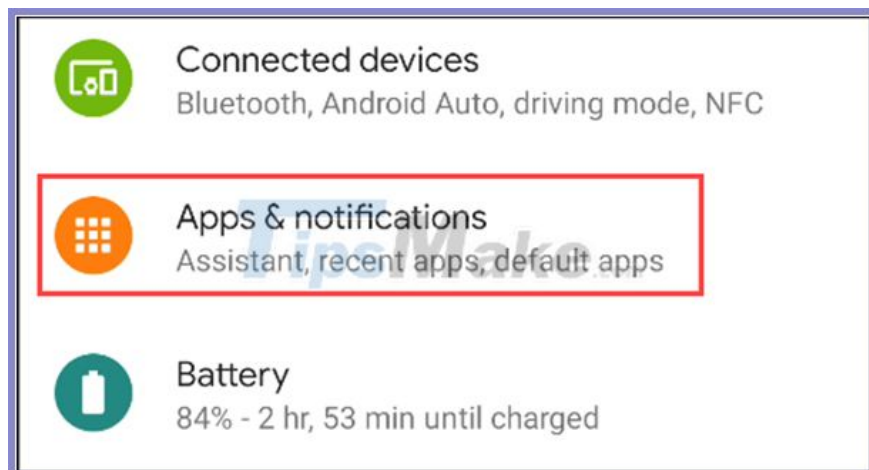 Connected devices
Bluetooth, Android Auto, driving mode, NFC
Apps & notifications
Assistant, recent apps, default apps
TipsMake.com
Battery
84% - 2 hr, 53 min until charged